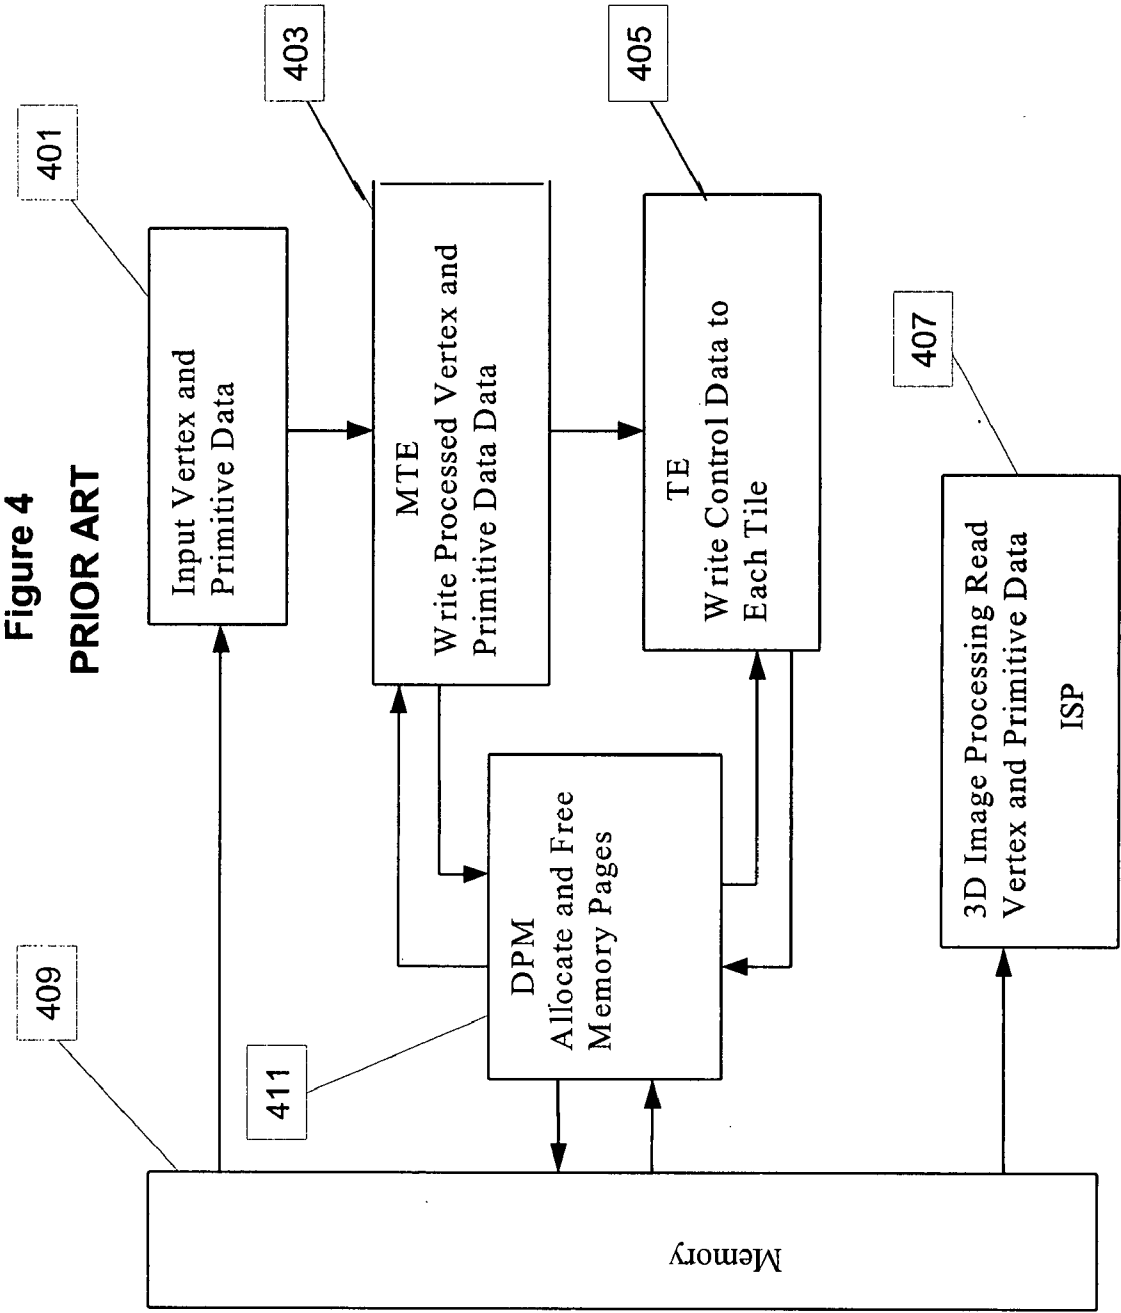 Figure 4
PRIOR ART
401
Input Vertex and
Primitive Data
403
MTE
Write Processed Vertex and
Primitive Data Data
405
TE
Write Control Data to
Each Tile
407
3D Image Processing Read
Vertex and Primitive Data
ISP
409
411
DPM
Allocate and Free
Memory Pages
Memory